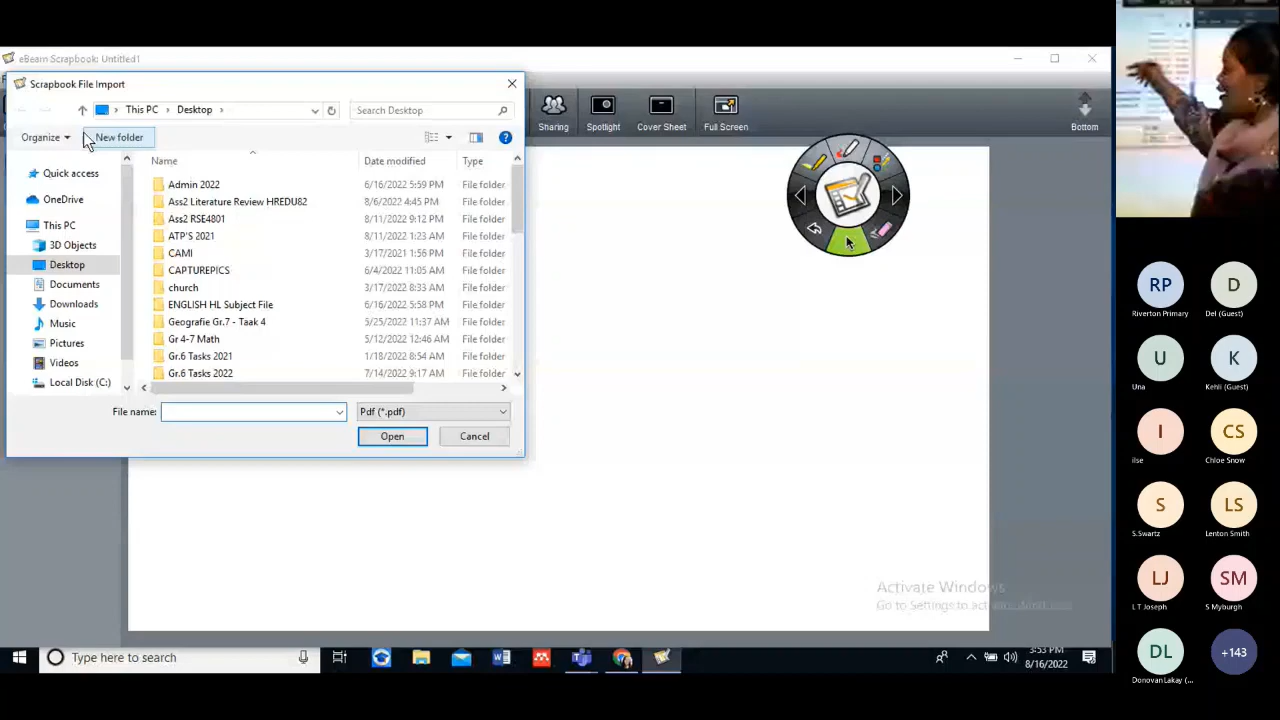 eBeam Scrapbook: Untitled1
Scrapbook File Import
This PC > Desktop >
Search Desktop
Organize
New folder
Name
Date modified
Type
Quick access
OneDrive
This PC
3D Objects
Desktop
Documents
Downloads
Music
Pictures
Videos
Local Disk (C:)
Admin 2022 6/16/2022 5:59 PM File folder
Ass2 Literature Review HREDU82 8/6/2022 4:45 PM File folder
Ass2 RSE4801 8/11/2022 9:12 PM File folder
ATP'S 2021 8/11/2022 1:23 AM File folder
CAMI 3/17/2021 1:56 PM File folder
CAPTUREPICS 6/4/2022 11:05 AM File folder
church 3/17/2022 8:33 AM File folder
ENGLISH HL Subject File 6/16/2022 5:58 PM File folder
Geografie Gr.7 - Taak 4 5/25/2022 11:37 AM File folder
Gr 4-7 Math 5/12/2022 12:46 AM File folder
Gr.6 Tasks 2021 1/18/2022 8:54 AM File folder
Gr.6 Tasks 2022 7/14/2022 9:17 AM File folder
File name:
Pdf (*.pdf)
Open
Cancel
Sharing
Spotlight
Cover Sheet
Full Screen
Bottom
Activate Windows
Go to Settings to activate Windows
Type here to search
3:53 PM
8/16/2022
RP
Riverton Primary
D
Del (Guest)
U
Una
K
Kehli (Guest)
I
ilse
CS
Chloe Snow
S
S.Swartz
LS
Lenton Smith
LJ
L T Joseph
SM
S Myburgh
DL
Donovan Lakay (...
+143